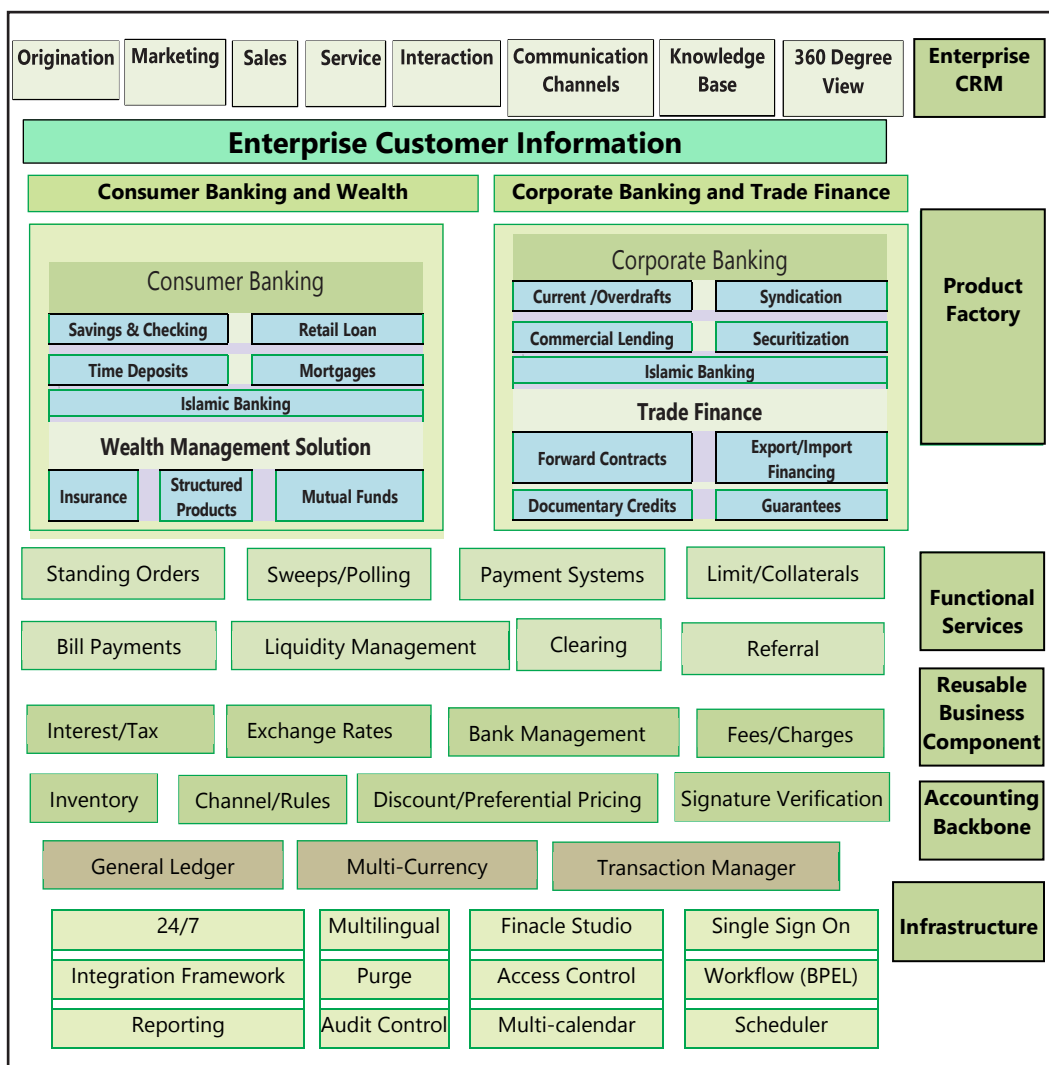 Origination
Marketing
Sales
Service
Interaction
Communication
Channels
Knowledge
Base
360 Degree
View
Enterprise
CRM
Enterprise Customer Information
Consumer Banking and Wealth
Corporate Banking and Trade Finance
Consumer Banking
Savings & Checking
Retail Loan
Time Deposits
Mortgages
Islamic Banking
Wealth Management Solution
Insurance
Structured
Products
Mutual Funds
Corporate Banking
Current /Overdrafts
Syndication
Commercial Lending
Securitization
Islamic Banking
Trade Finance
Forward Contracts
Export/Import
Financing
Documentary Credits
Guarantees
Product
Factory
Standing Orders
Sweeps/Polling
Payment Systems
Limit/Collaterals
Bill Payments
Liquidity Management
Clearing
Referral
Functional
Services
Interest/Tax
Exchange Rates
Bank Management
Fees/Charges
Reusable
Business
Component
Inventory
Channel/Rules
Discount/Preferential Pricing
Signature Verification
Accounting
Backbone
General Ledger
Multi-Currency
Transaction Manager
24/7
Multilingual
Finacle Studio
Single Sign On
Infrastructure
Integration Framework
Purge
Access Control
Workflow (BPEL)
Reporting
Audit Control
Multi-calendar
Scheduler